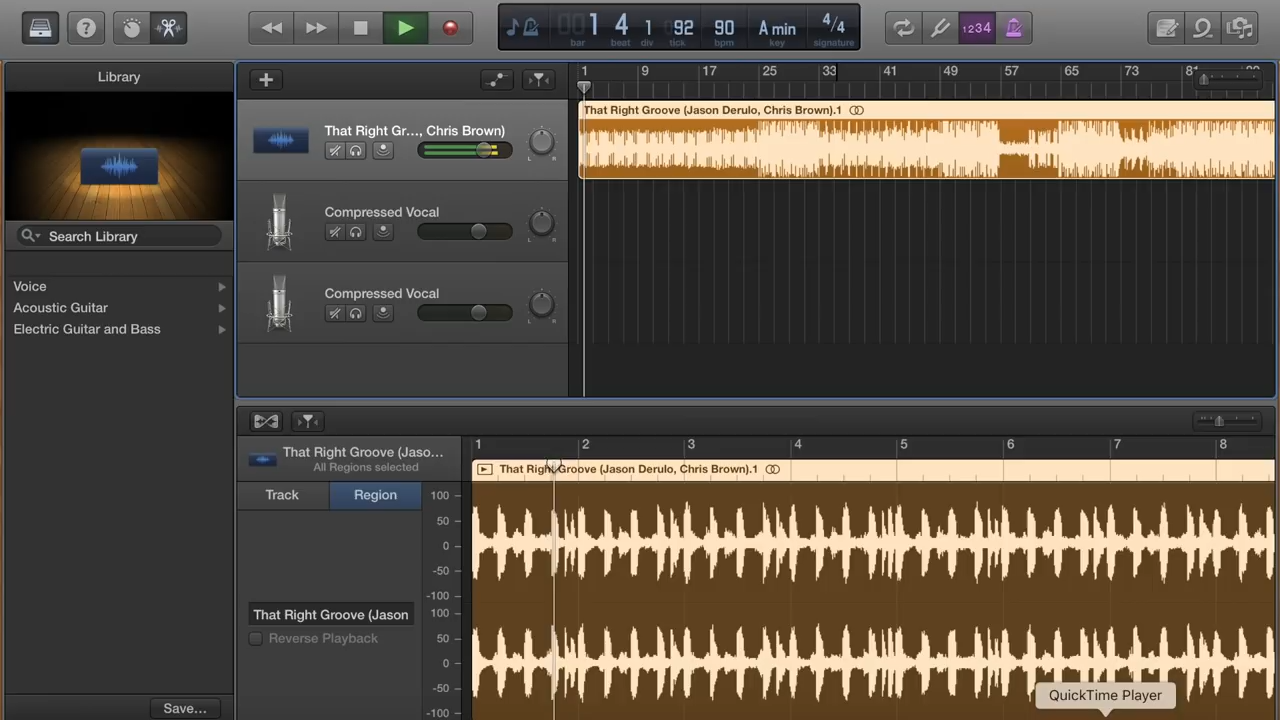 00 1 4 1 92 90 A min 4/4
bar beat div tick bpm key signature
1234
Library
Search Library
Voice
Acoustic Guitar
Electric Guitar and Bass
Save...
1 9 17 25 33 41 49 57 65 73 81
That Right Gr..., Chris Brown)
L R
That Right Groove (Jason Derulo, Chris Brown).1
Compressed Vocal
L R
Compressed Vocal
L R
1 2 3 4 5 6 7 8
That Right Groove (Jaso...
All Regions selected
That Right Groove (Jason Derulo, Chris Brown).1
Track Region
100
50
0
-50
-100
100
50
0
-50
-100
That Right Groove (Jason
Reverse Playback
QuickTime Player